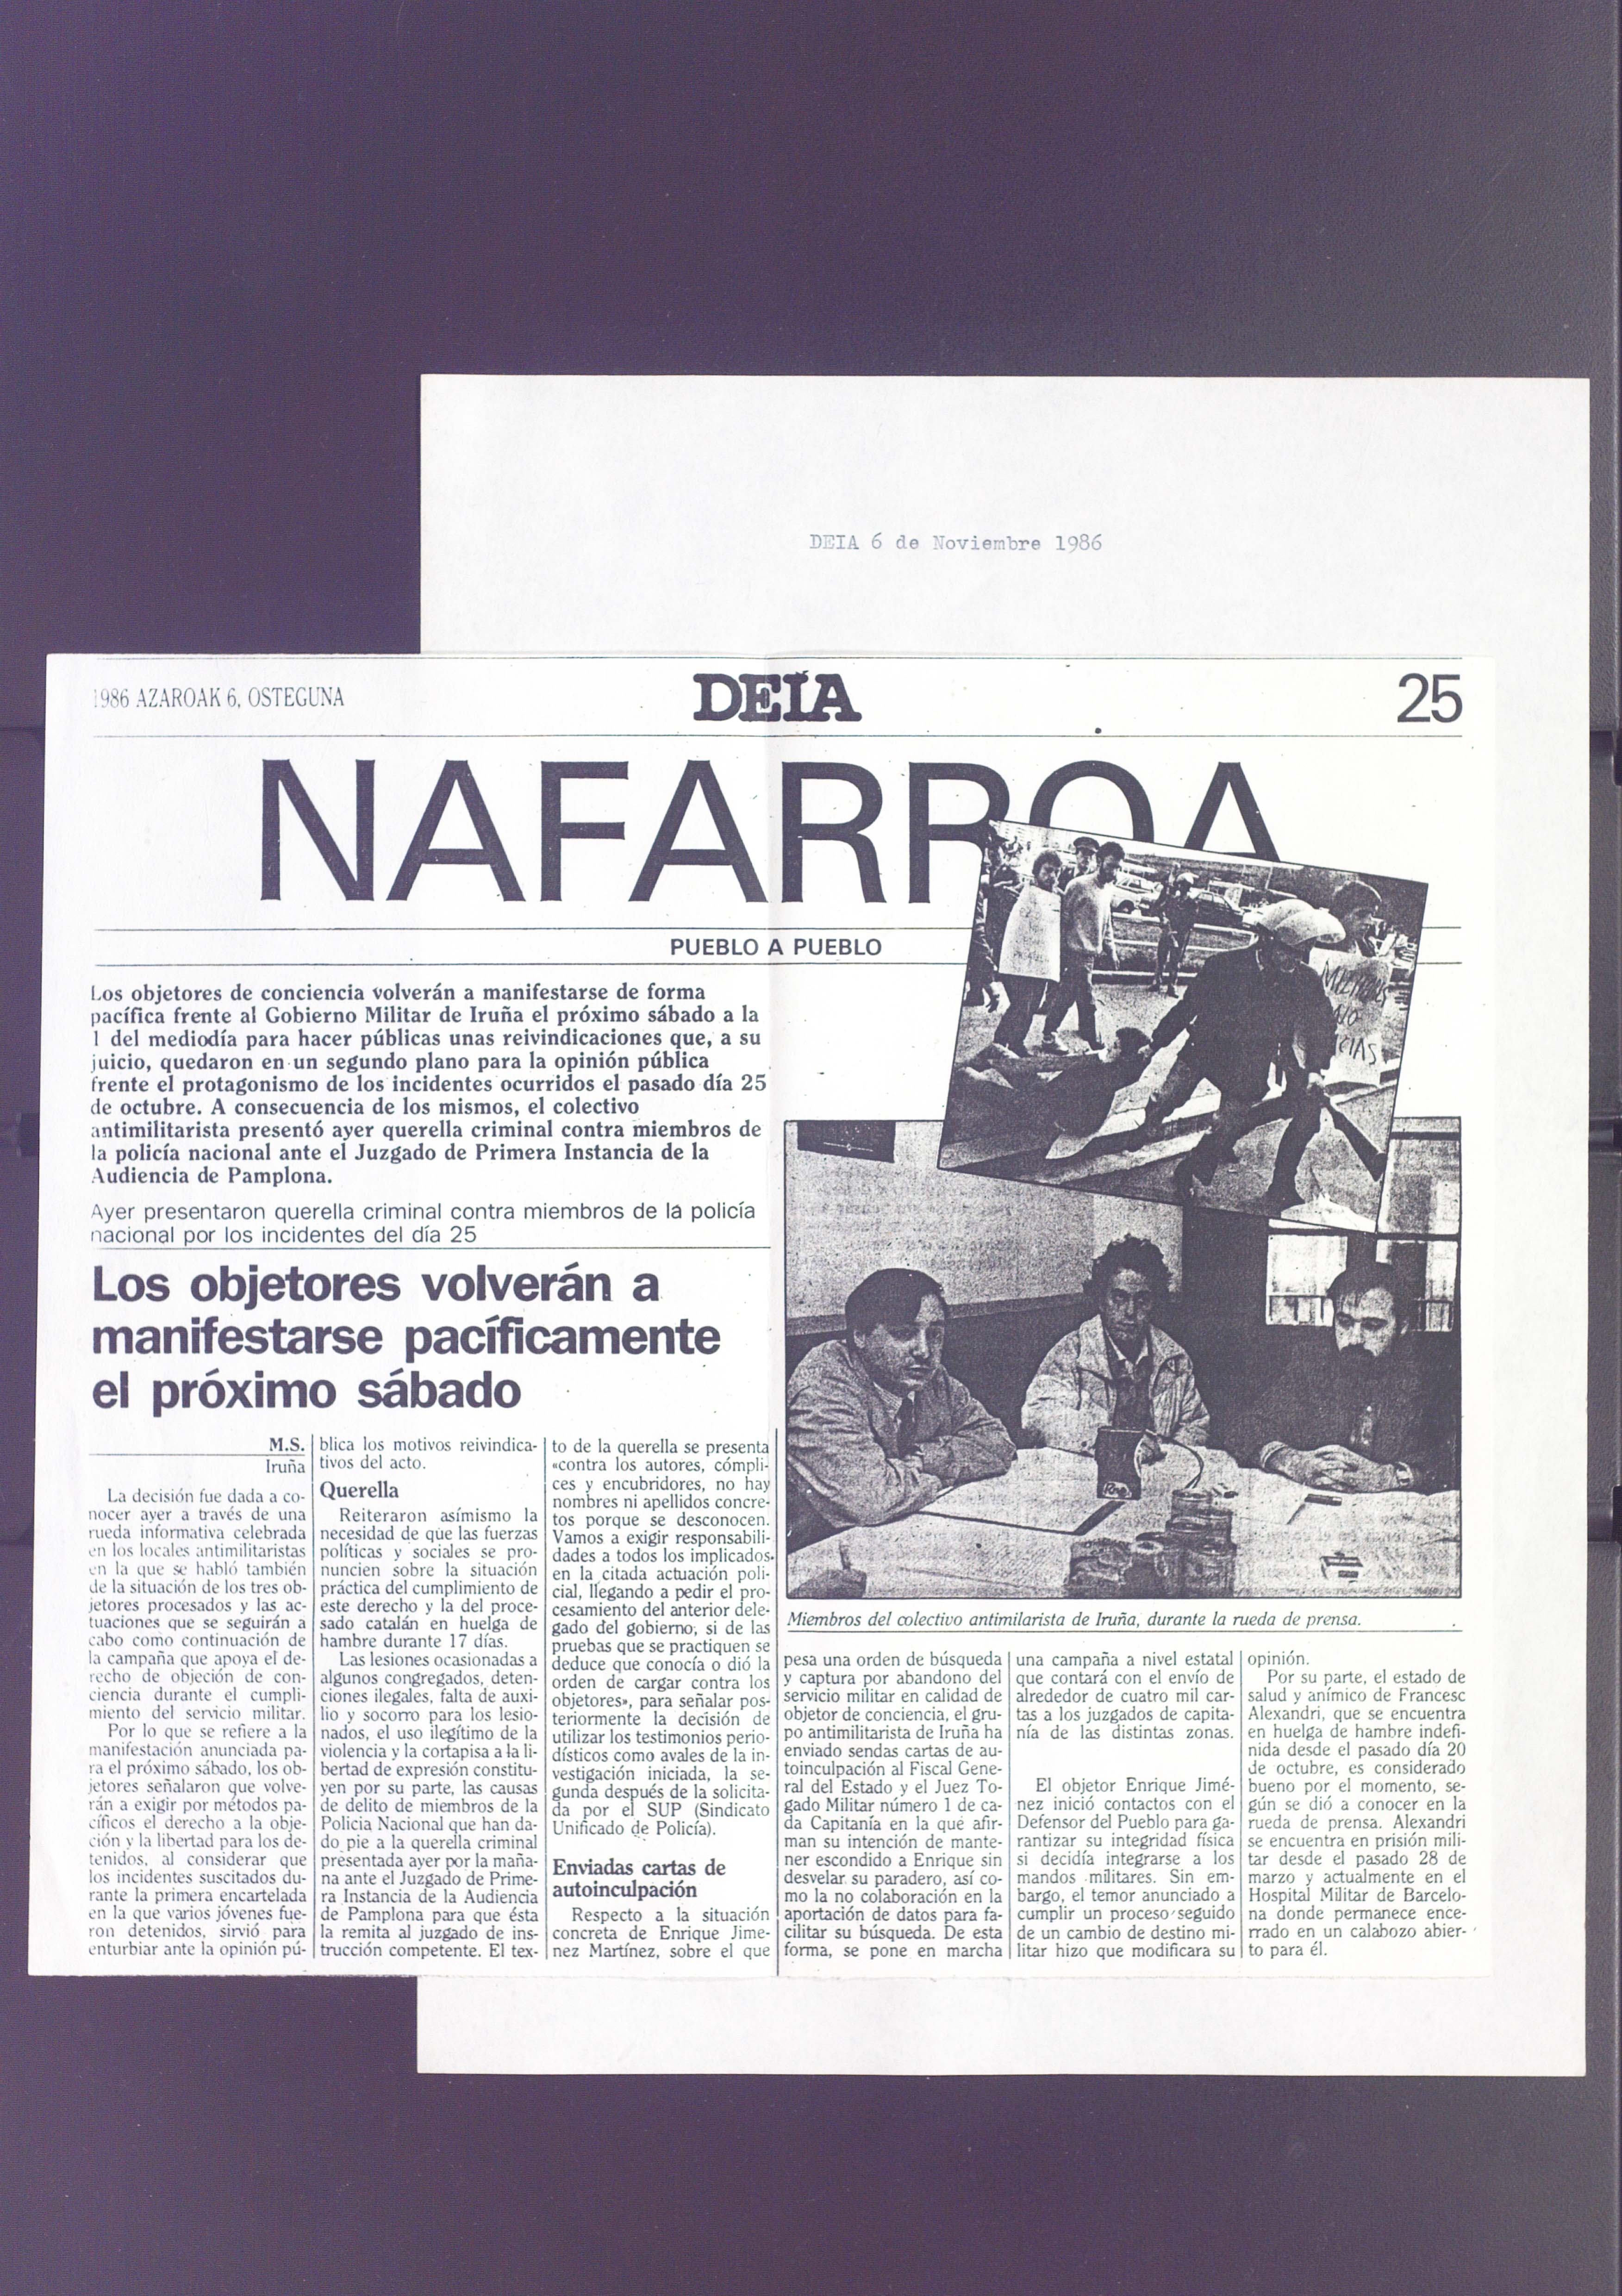 DEIA 6 de Noviembre 1986
1986 AZAROAK 6, OSTEGUNA
DEIA
25
NAFARROA
PUEBLO A PUEBLO
Los objetores de conciencia volverán a manifestarse de forma
pacífica frente al Gobierno Militar de Iruña el próximo sábado a la
1 del mediodía para hacer públicas unas reivindicaciones que, a su
juicio, quedaron en un segundo plano para la opinión pública
frente el protagonismo de los incidentes ocurridos el pasado día 25
de octubre. A consecuencia de los mismos, el colectivo
antimilitarista presentó ayer querella criminal contra miembros de
la policía nacional ante el Juzgado de Primera Instancia de la
Audiencia de Pamplona.
Ayer presentaron querella criminal contra miembros de la policía
nacional por los incidentes del día 25
Los objetores volverán a
manifestarse pacíficamente
el próximo sábado
M.S.
Iruña
La decisión fue dada a co-
nocer ayer a través de una
rueda informativa celebrada
en los locales antimilitaristas
en la que se habló también
de la situación de los tres ob-
jetores procesados y las ac-
tuaciones que se seguirán a
cabo como continuación de
la campaña que apoya el de-
recho de objeción de con-
ciencia durante el cumpli-
miento del servicio militar.
Por lo que se refiere a la
manifestación anunciada pa-
ra el próximo sábado, los ob-
jetores señalaron que volve-
rán a exigir por métodos pa-
cíficos el derecho a la obje-
ción y la libertad para los de-
tenidos, al considerar que
los incidentes suscitados du-
rante la primera encartelada
en la que varios jóvenes fue-
ron detenidos, sirvió para
enturbiar ante la opinión pú-
blica los motivos reivindica-
tivos del acto.
Querella
Reiteraron asímismo la
necesidad de que las fuerzas
políticas y sociales se pro-
nuncien sobre la situación
práctica del cumplimiento de
este derecho y la del proce-
sado catalán en huelga de
hambre durante 17 días.
Las lesiones ocasionadas a
algunos congregados, deten-
ciones ilegales, falta de auxi-
lio y socorro para los lesio-
nados, el uso ilegítimo de la
violencia y la cortapisa a la li-
bertad de expresión constitu-
yen por su parte, las causas
de delito de miembros de la
Policia Nacional que han da-
do pie a la querella criminal
presentada ayer por la maña-
na ante el Juzgado de Prime-
ra Instancia de la Audiencia
de Pamplona para que ésta
la remita al juzgado de ins-
trucción competente. El tex-
to de la querella se presenta
«contra los autores, cómpli-
ces y encubridores, no hay
nombres ni apellidos concre-
tos porque se desconocen.
Vamos a exigir responsabili-
dades a todos los implicados
en la citada actuación poli-
cial, llegando a pedir el pro-
cesamiento del anterior dele-
gado del gobierno, si de las
pruebas que se practiquen se
deduce que conocía o dió la
orden de cargar contra los
objetores», para señalar pos-
teriormente la decisión de
utilizar los testimonios perio-
dísticos como avales de la in-
vestigación iniciada, la se-
gunda después de la solicita-
da por el SUP (Sindicato
Unificado de Policía).
Enviadas cartas de
autoinculpación
Respecto a la situación
concreta de Enrique Jime-
nez Martínez, sobre el que
MILITARES
NO
Miembros del colectivo antimilarista de Iruña, durante la rueda de prensa.
pesa una orden de búsqueda
y captura por abandono del
servicio militar en calidad de
objetor de conciencia, el gru-
po antimilitarista de Iruña ha
enviado sendas cartas de au-
toinculpación al Fiscal Gene-
ral del Estado y el Juez To-
gado Militar número 1 de ca-
da Capitanía en la que afir-
man su intención de mante-
ner escondido a Enrique sin
desvelar su paradero, así co-
mo la no colaboración en la
aportación de datos para fa-
cilitar su búsqueda. De esta
forma, se pone en marcha
una campaña a nivel estatal
que contará con el envío de
alrededor de cuatro mil car-
tas a los juzgados de capita-
nía de las distintas zonas.
El objetor Enrique Jimé-
nez inició contactos con el
Defensor del Pueblo para ga-
rantizar su integridad física
si decidía integrarse a los
mandos militares. Sin em-
bargo, el temor anunciado a
cumplir un proceso seguido
de un cambio de destino mi-
litar hizo que modificara su
opinión.
Por su parte, el estado de
salud y anímico de Francesc
Alexandri, que se encuentra
en huelga de hambre indefi-
nida desde el pasado día 20
de octubre, es considerado
bueno por el momento, se-
gún se dió a conocer en la
rueda de prensa. Alexandri
se encuentra en prisión mili-
tar desde el pasado 28 de
marzo y actualmente en el
Hospital Militar de Barcelo-
na donde permanece ence-
rrado en un calabozo abier-
to para él.